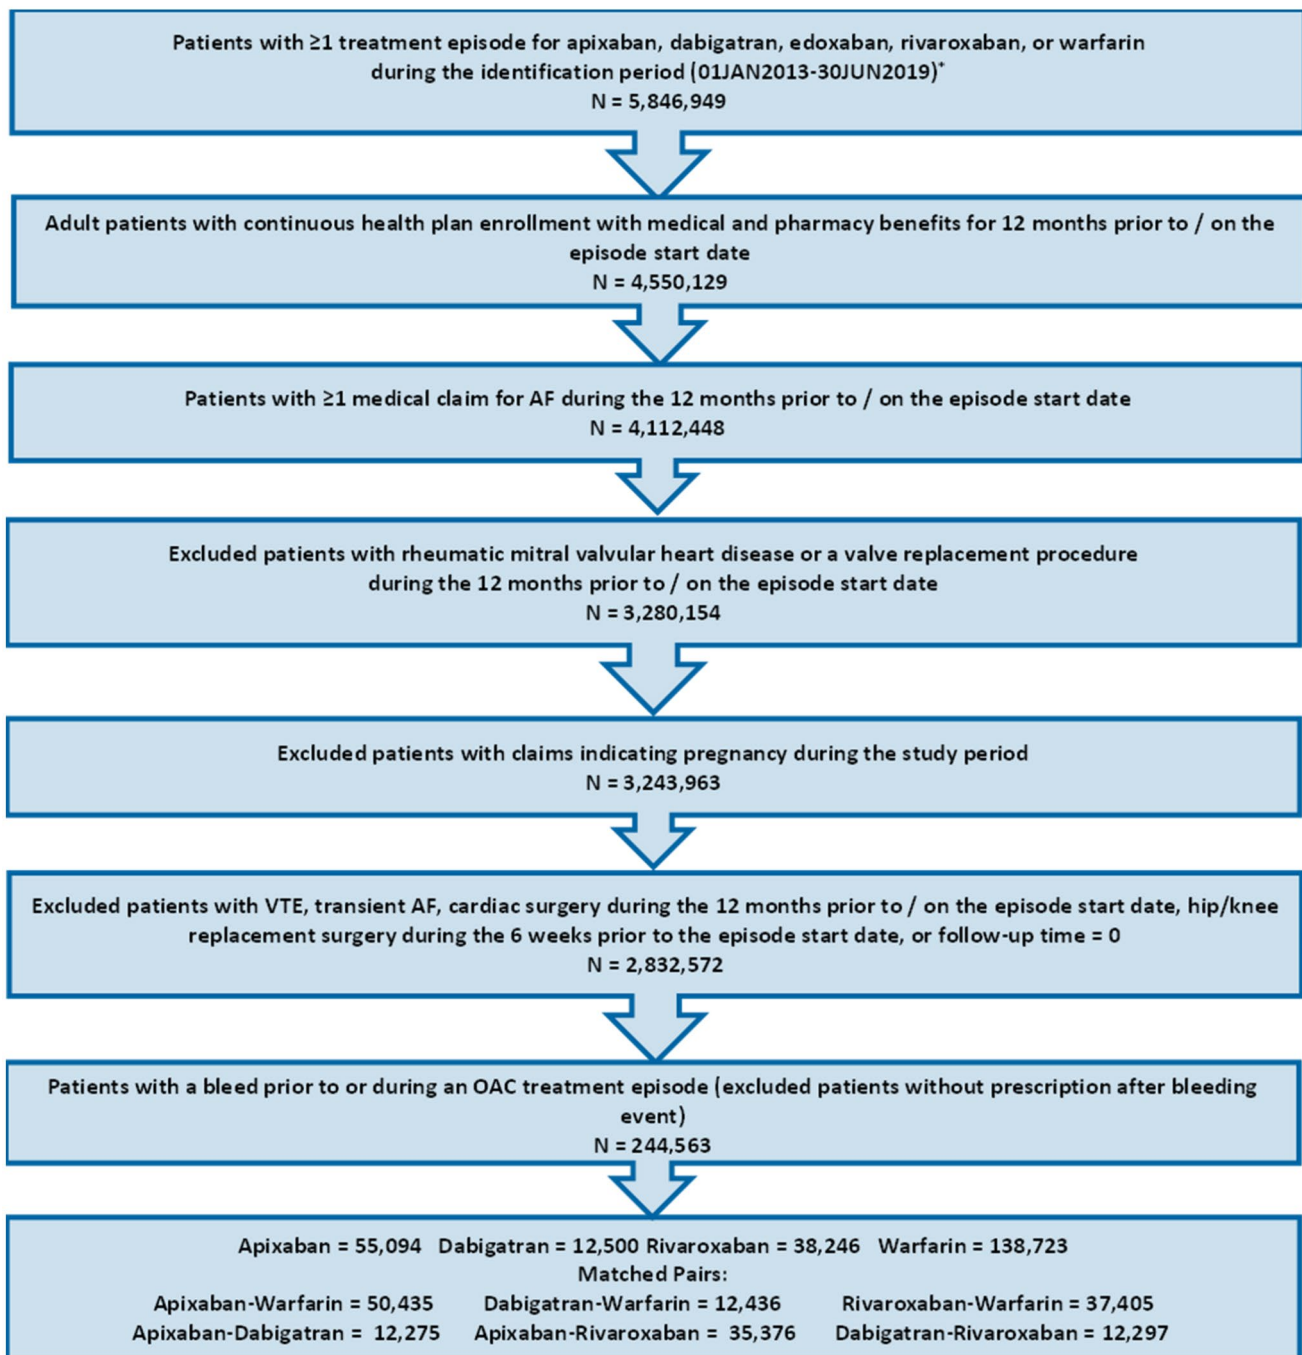 Patients with ≥1 treatment episode for apixaban, dabigatran, edoxaban, rivaroxaban, or warfarin
during the identification period (01JAN2013-30JUN2019)*
N = 5,846,949
Adult patients with continuous health plan enrollment with medical and pharmacy benefits for 12 months prior to / on the
episode start date
N = 4,550,129
Patients with ≥1 medical claim for AF during the 12 months prior to / on the episode start date
N = 4,112,448
Excluded patients with rheumatic mitral valvular heart disease or a valve replacement procedure
during the 12 months prior to / on the episode start date
N = 3,280,154
Excluded patients with claims indicating pregnancy during the study period
N = 3,243,963
Excluded patients with VTE, transient AF, cardiac surgery during the 12 months prior to / on the episode start date, hip/knee
replacement surgery during the 6 weeks prior to the episode start date, or follow-up time = 0
N = 2,832,572
Patients with a bleed prior to or during an OAC treatment episode (excluded patients without prescription after bleeding
event)
N = 244,563
Apixaban = 55,094 Dabigatran = 12,500 Rivaroxaban = 38,246 Warfarin = 138,723
Matched Pairs:
Apixaban-Warfarin = 50,435 Dabigatran-Warfarin = 12,436 Rivaroxaban-Warfarin = 37,405
Apixaban-Dabigatran = 12,275 Apixaban-Rivaroxaban = 35,376 Dabigatran-Rivaroxaban = 12,297